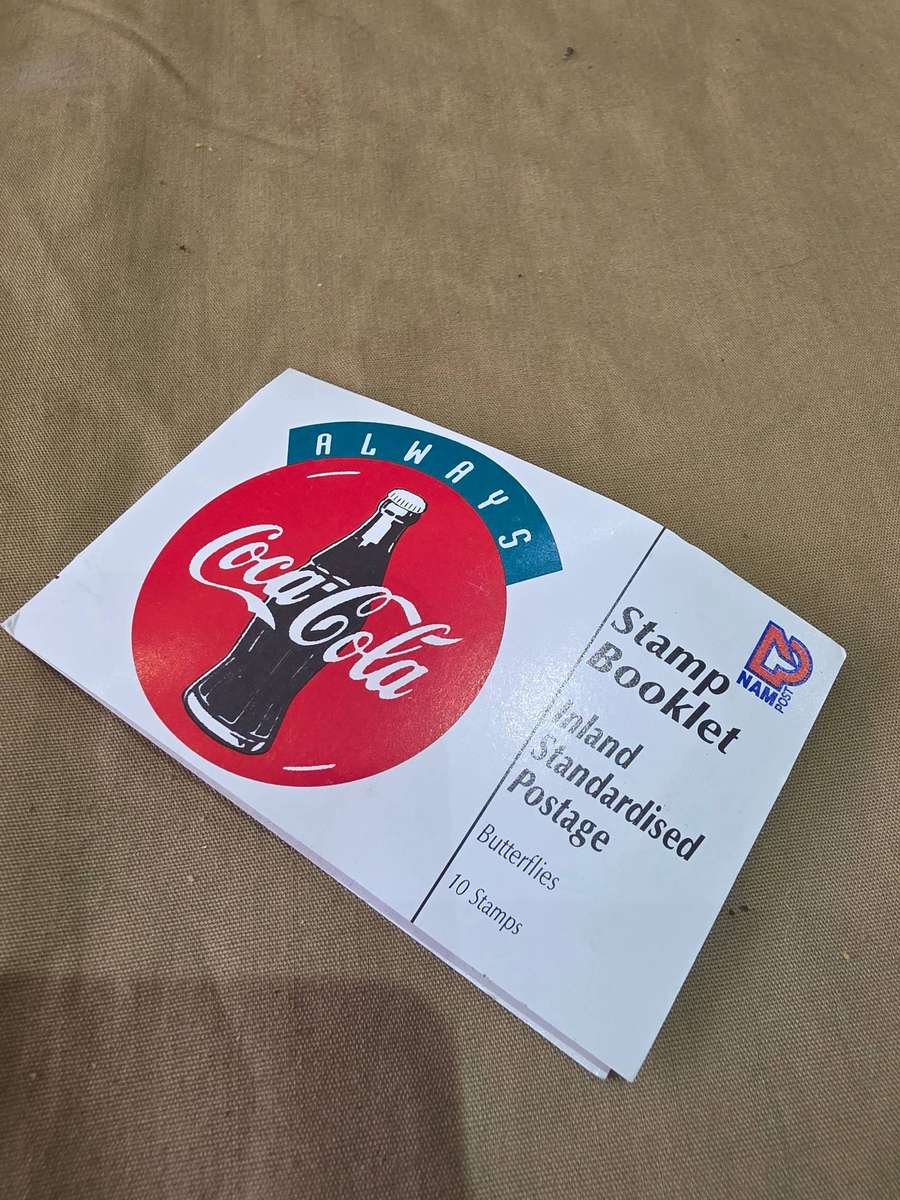 ALWAYS
Coca-Cola
Stamp
Booklet
NAM
POST
Inland
Standardised
Postage
Butterflies
10 Stamps